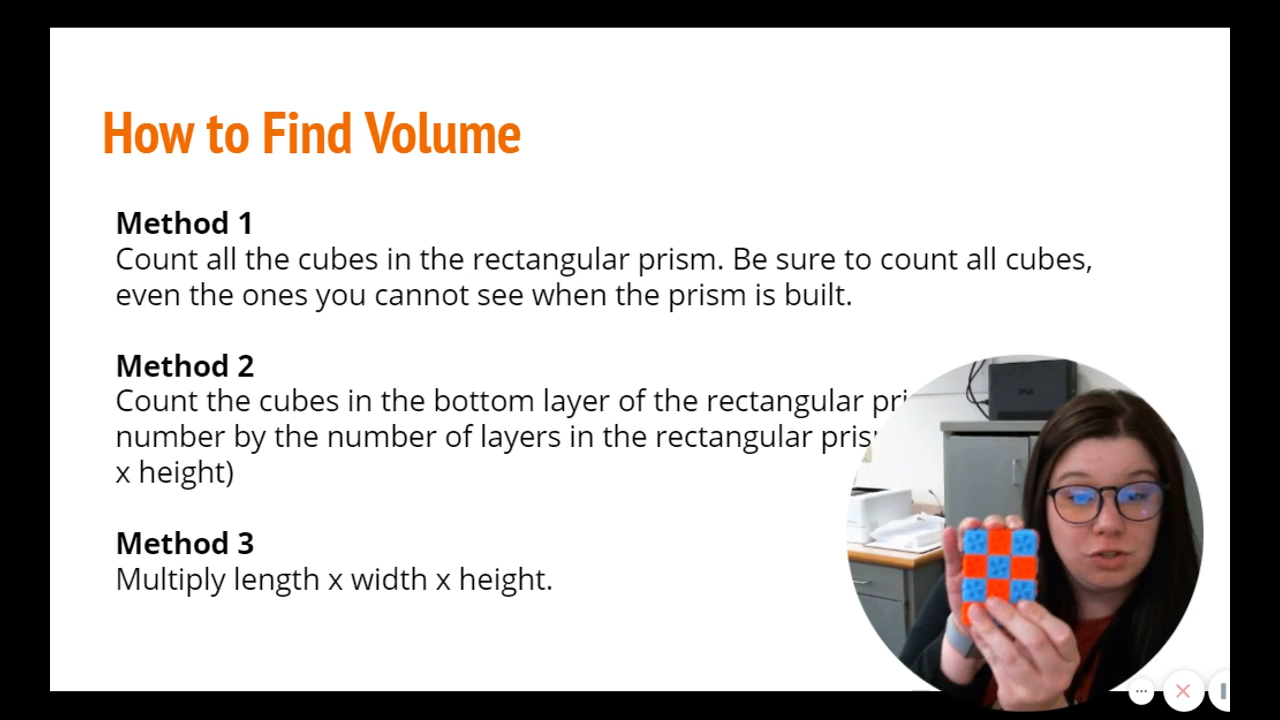 How to Find Volume
Method 1
Count all the cubes in the rectangular prism. Be sure to count all cubes,
even the ones you cannot see when the prism is built.
Method 2
Count the cubes in the bottom layer of the rectangular
number by the number of layers in the rectangular
x height)
Method 3
Multiply length x width x height.